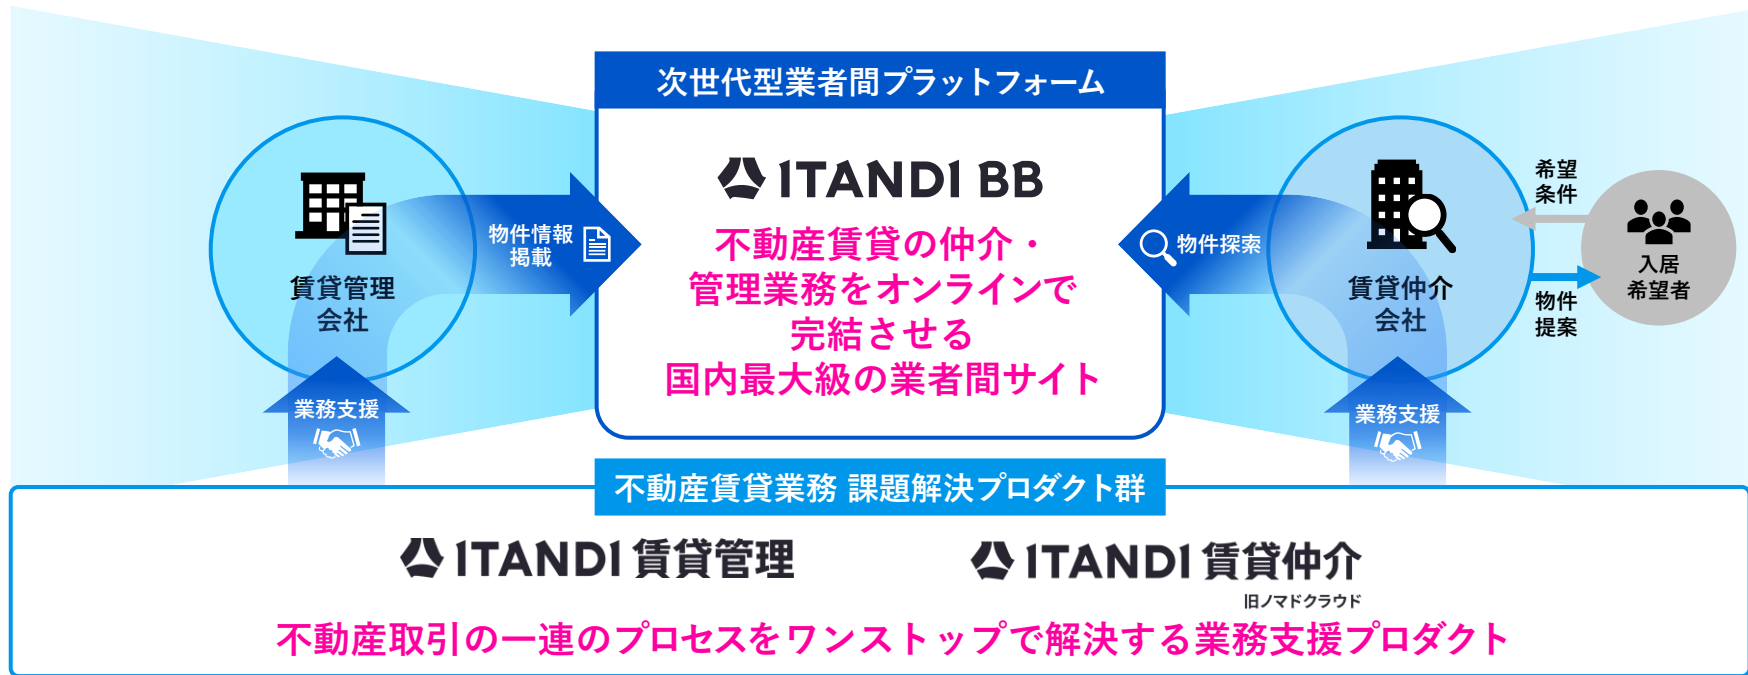 次世代型業者間プラットフォーム
ITANDI BB
不動産賃貸の仲介・
管理業務をオンラインで
完結させる
国内最大級の業者間サイト
賃貸管理
会社
物件情報
掲載
業務支援
物件探索
賃貸仲介
会社
業務支援
希望
条件
物件
提案
入居
希望者
不動産賃貸業務 課題解決プロダクト群
ITANDI 賃貸管理
ITANDI 賃貸仲介
旧ノマドクラウド
不動産取引の一連のプロセスをワンストップで解決する業務支援プロダクト